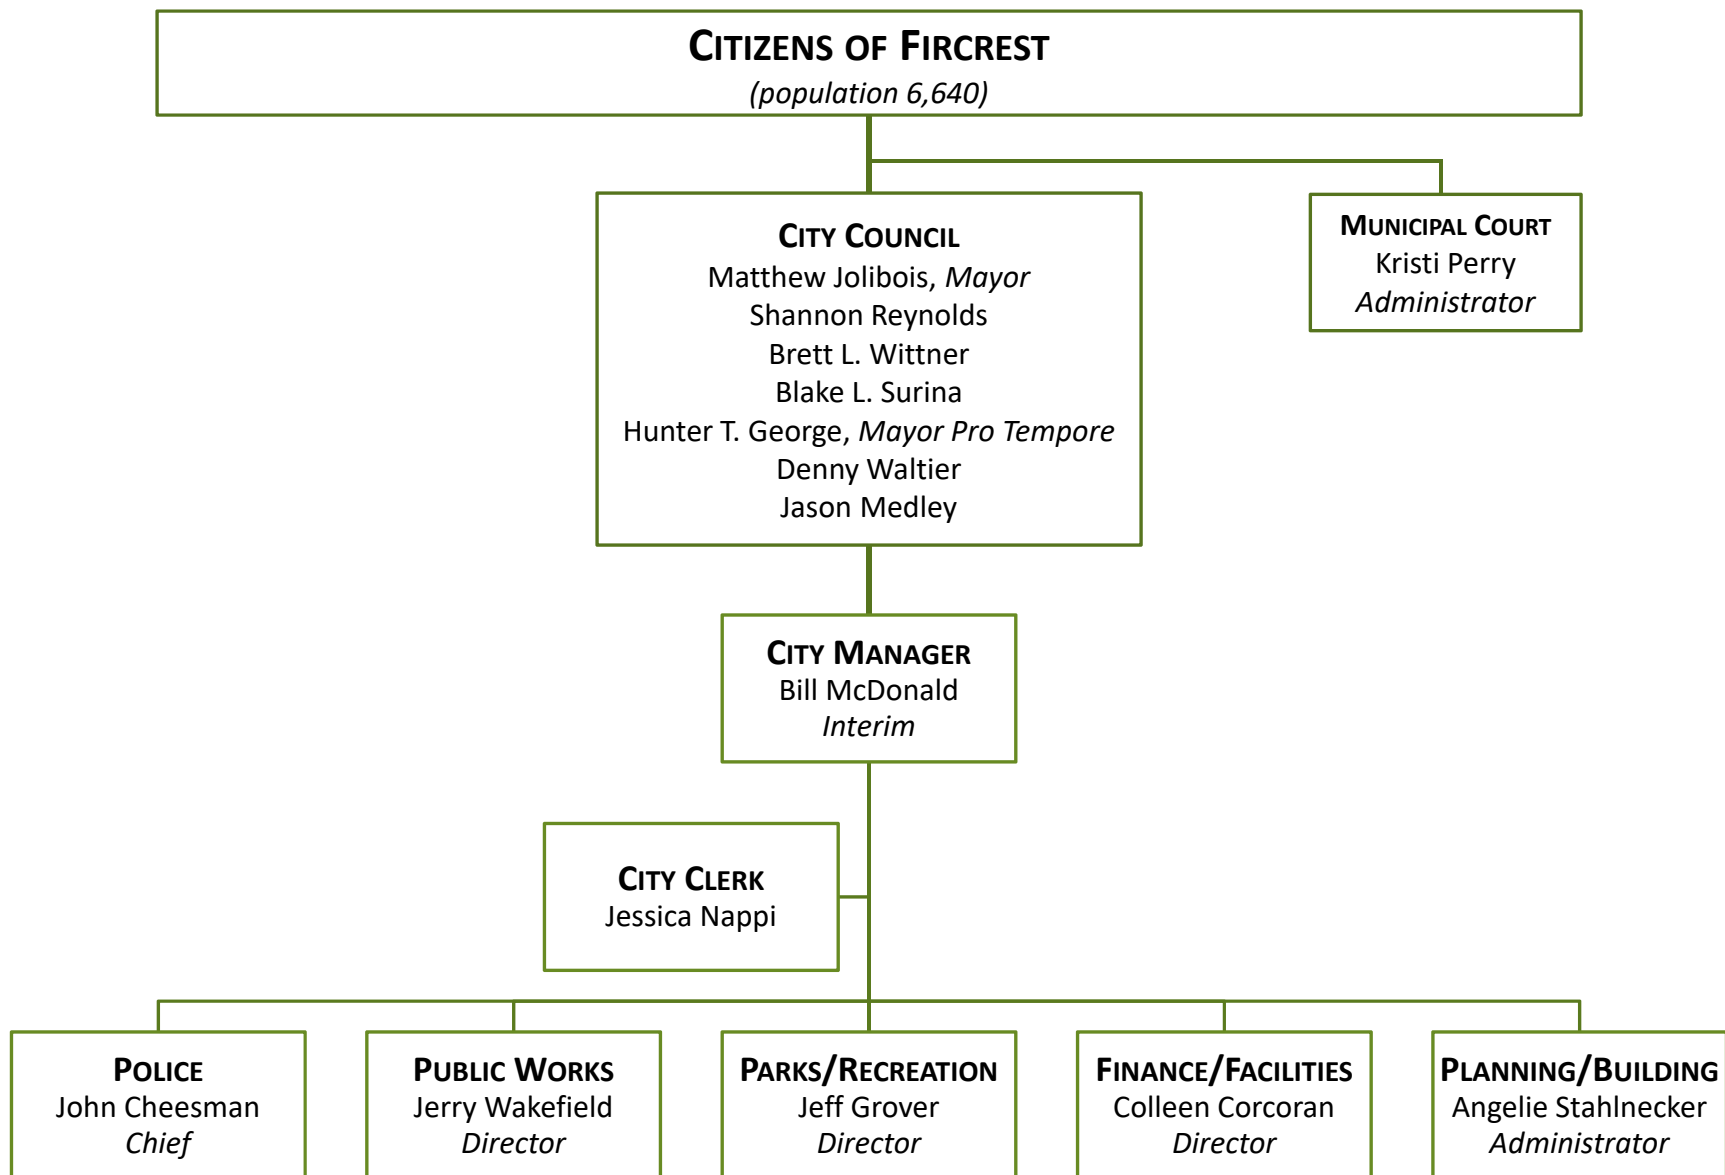 CITIZENS OF FIRCREST
(population 6,640)
CITY COUNCIL
Matthew Jolibois, Mayor
Shannon Reynolds
Brett L. Wittner
Blake L. Surina
Hunter T. George, Mayor Pro Tempore
Denny Waltier
Jason Medley
MUNICIPAL COURT
Kristi Perry
Administrator
CITY MANAGER
Bill McDonald
Interim
CITY CLERK
Jessica Nappi
POLICE
John Cheesman
Chief
PUBLIC WORKS
Jerry Wakefield
Director
PARKS/RECREATION
Jeff Grover
Director
FINANCE/FACILITIES
Colleen Corcoran
Director
PLANNING/BUILDING
Angelie Stahlnecker
Administrator